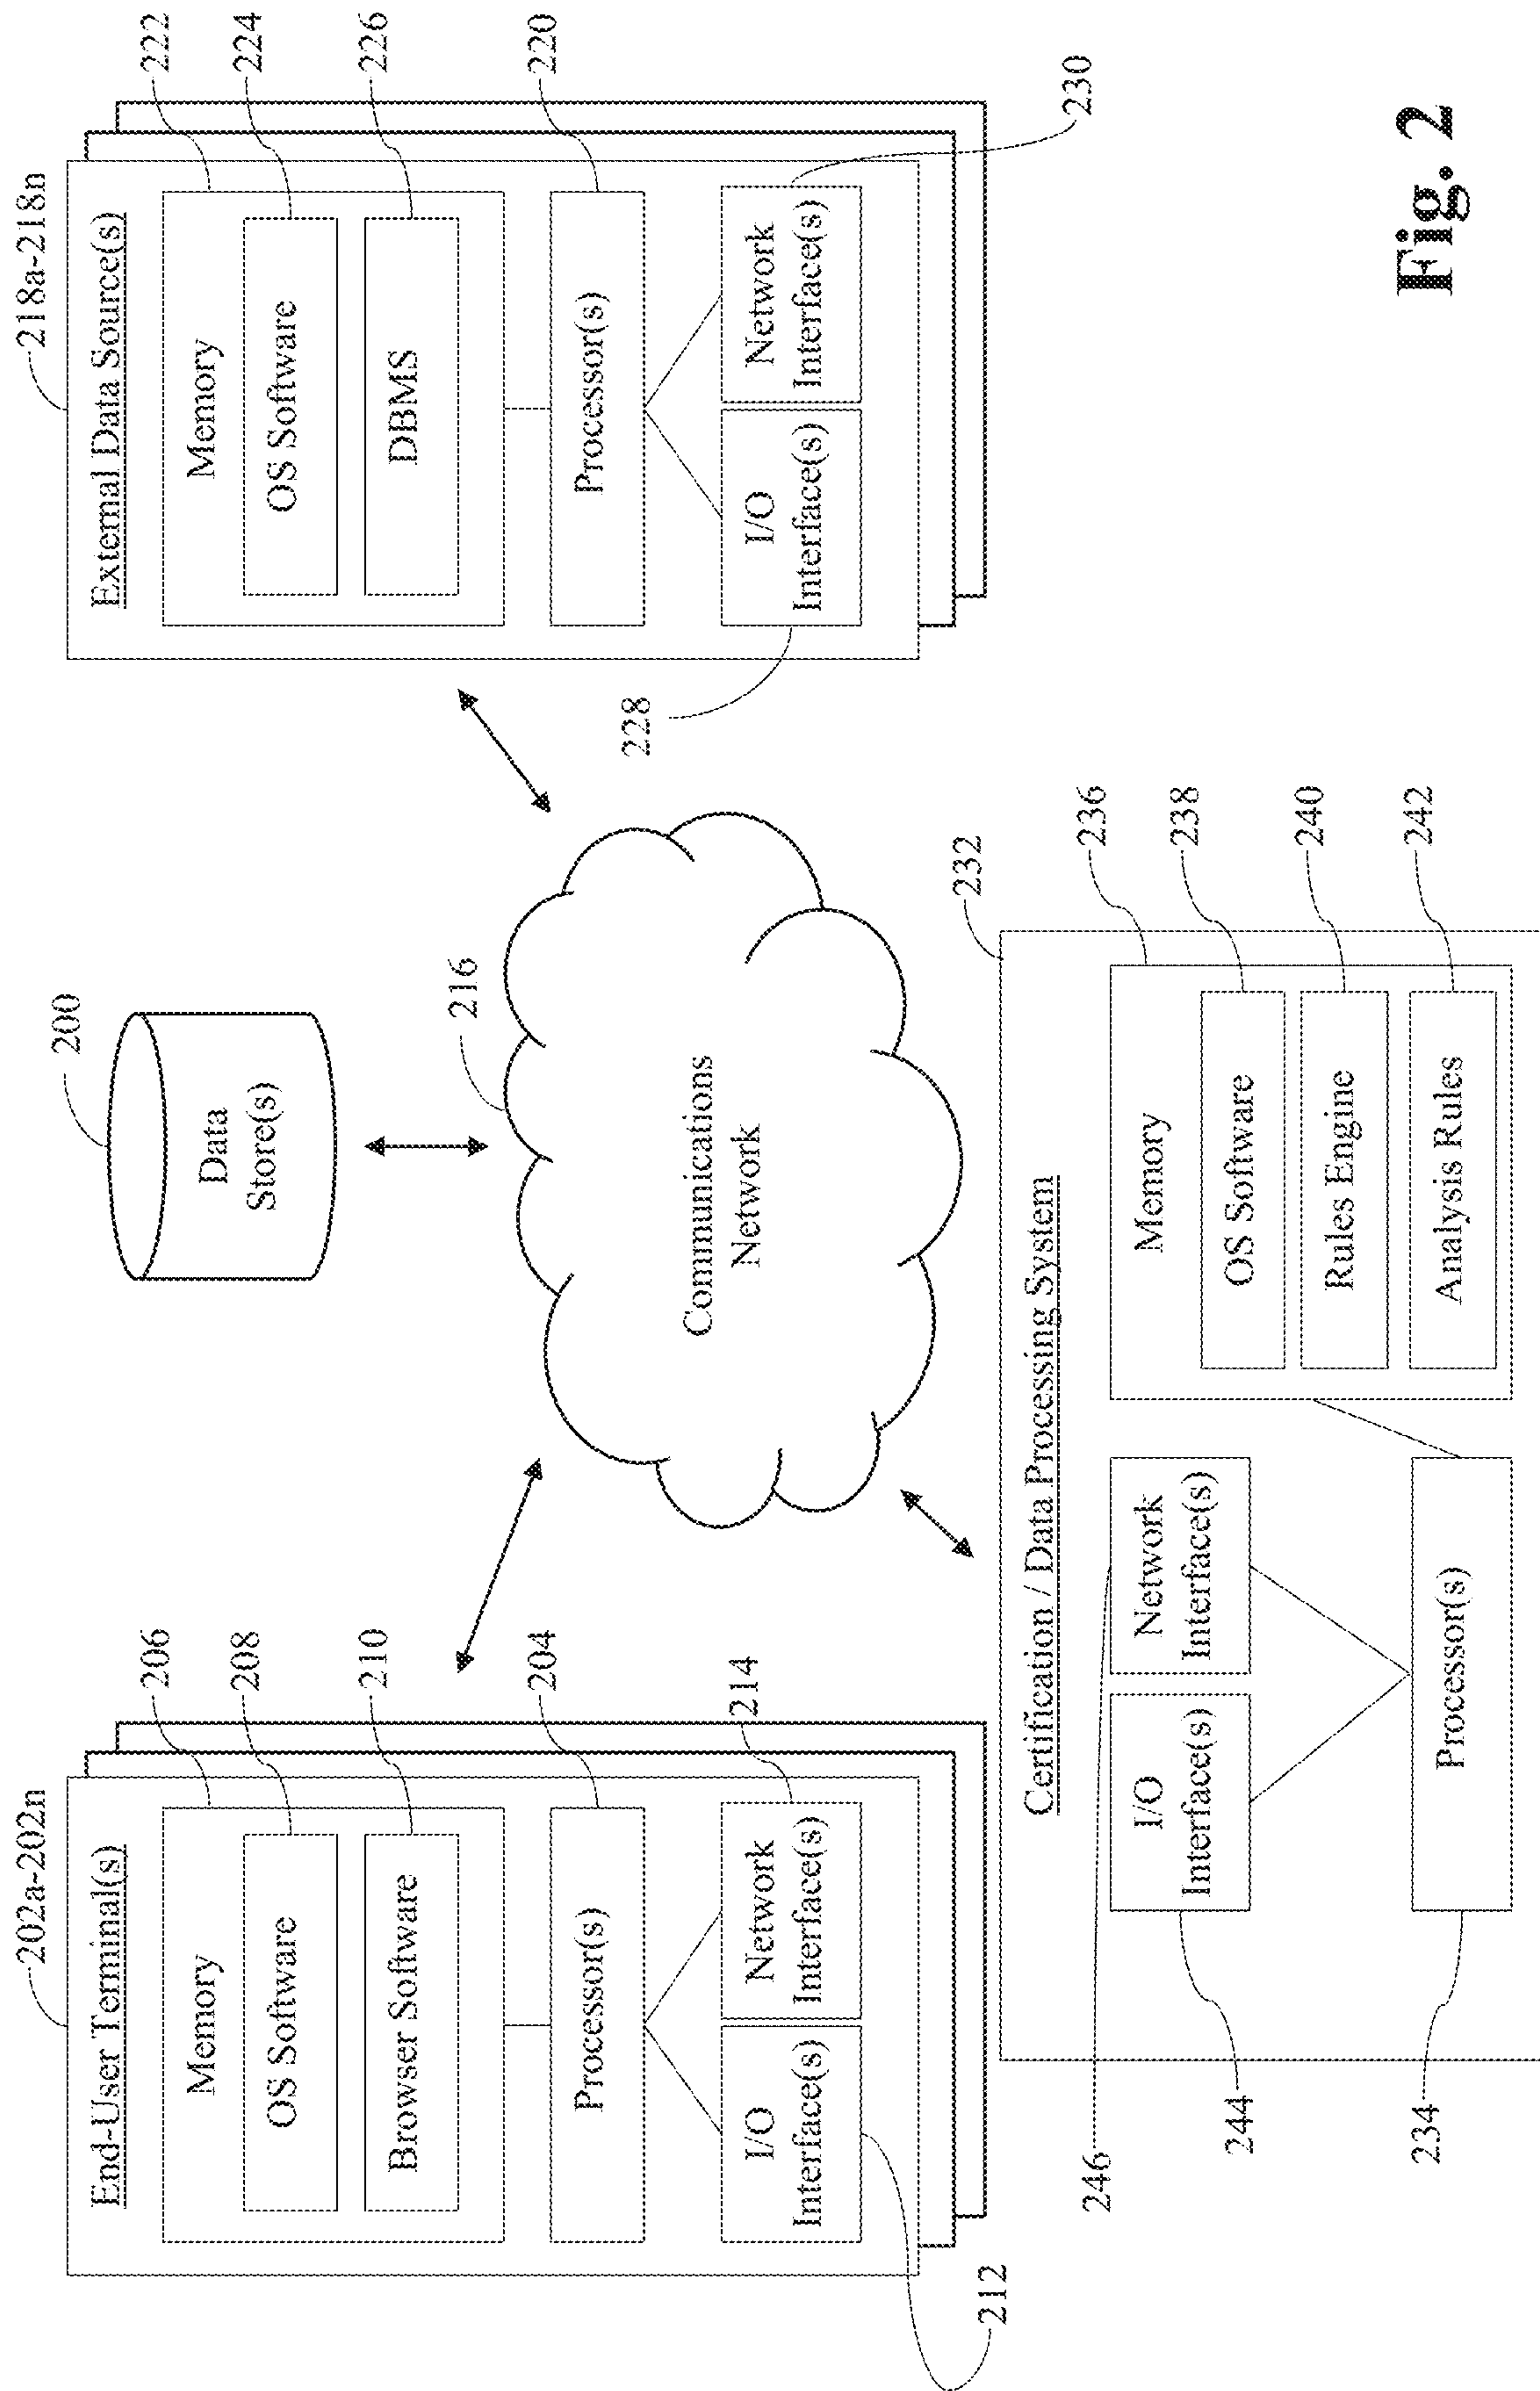 202a-202n
End-User Terminal(s)
Memory
206
OS Software
208
Browser Software
210
Processor(s)
204
I/O
Interface(s)
Network
Interface(s)
214
212
200
Data
Store(s)
216
Communications
Network
218a-218n
External Data Source(s)
Memory
222
OS Software
224
DBMS
226
Processor(s)
220
I/O
Interface(s)
Network
Interface(s)
228
230
232
Certification / Data Processing System
246
I/O
Interface(s)
Network
Interface(s)
244
Processor(s)
234
Memory
236
OS Software
238
Rules Engine
240
Analysis Rules
242
Fig. 2